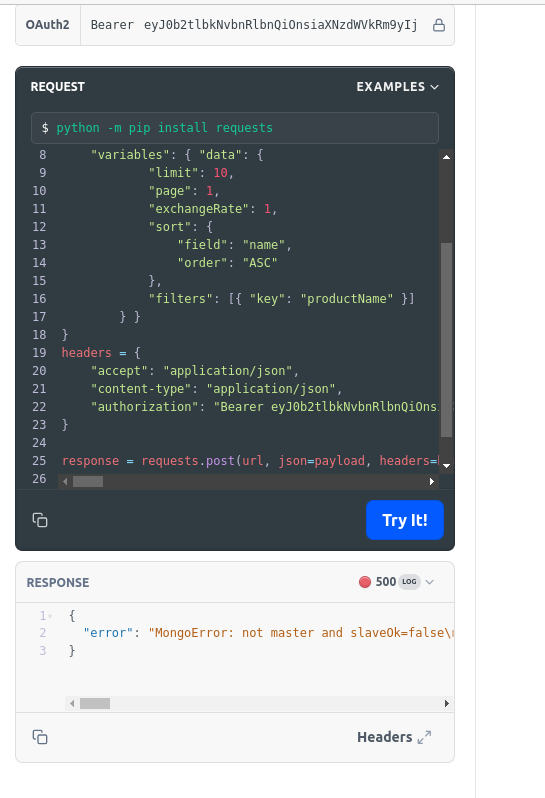 OAuth2 Bearer eyJ0b2tlbkNvbnRlbnQiOnsiaXNzdWVkRm9yIj
REQUEST EXAMPLES
$ python -m pip install requests
8 "variables": { "data": {
9 "limit": 10,
10 "page": 1,
11 "exchangeRate": 1,
12 "sort": {
13 "field": "name",
14 "order": "ASC"
15 },
16 "filters": [{ "key": "productName" }]
17 } }
18 }
19 headers = {
20 "accept": "application/json",
21 "content-type": "application/json",
22 "authorization": "Bearer eyJ0b2tlbkNvbnRlbnQiOns
23 }
24
25 response = requests.post(url, json=payload, headers=
26
Try It!
RESPONSE 500 LOG
1 {
2 "error": "MongoError: not master and slaveOk=false\
3 }
Headers